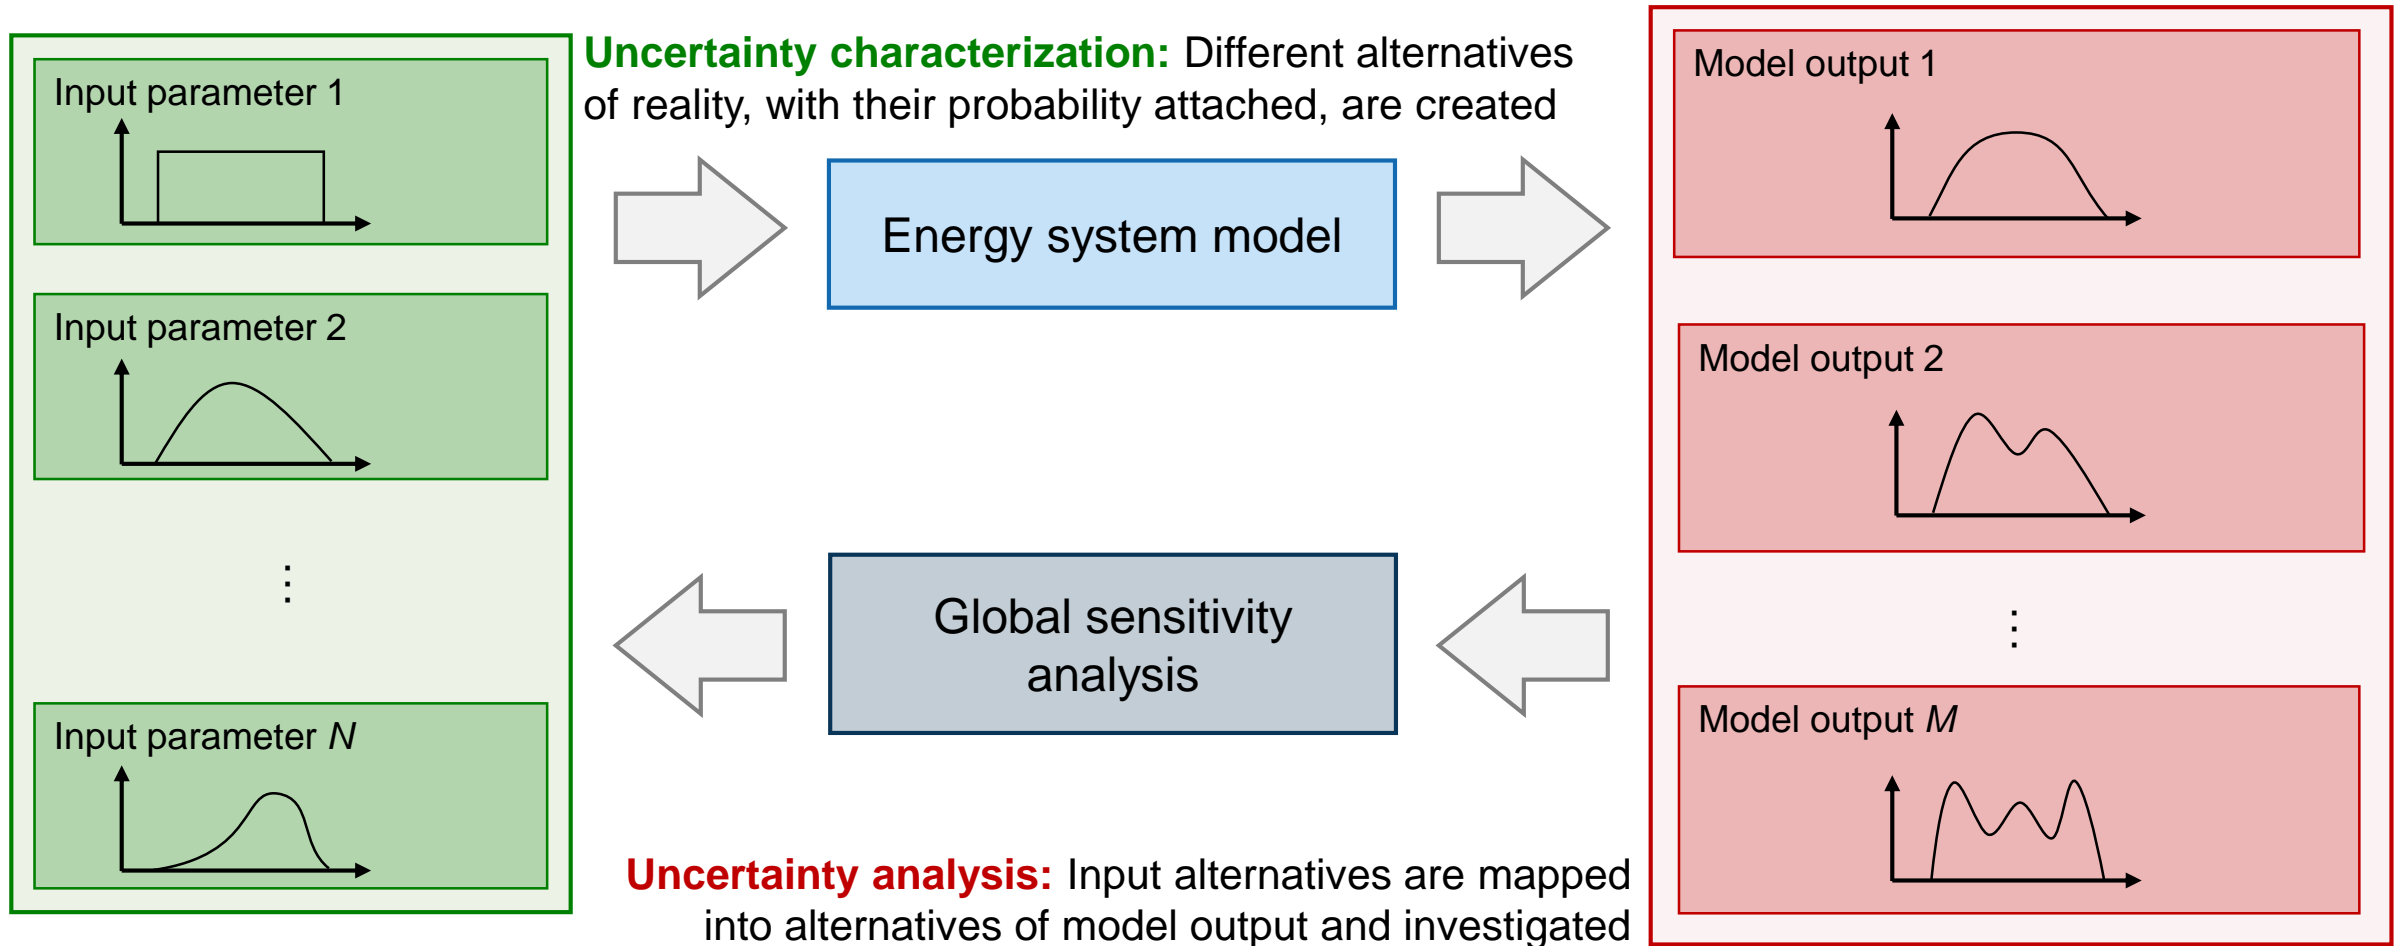 Input parameter 1
Input parameter 2
⋮
Input parameter N
Uncertainty characterization: Different alternatives
of reality, with their probability attached, are created
Energy system model
Global sensitivity
analysis
Uncertainty analysis: Input alternatives are mapped
into alternatives of model output and investigated
Model output 1
Model output 2
⋮
Model output M